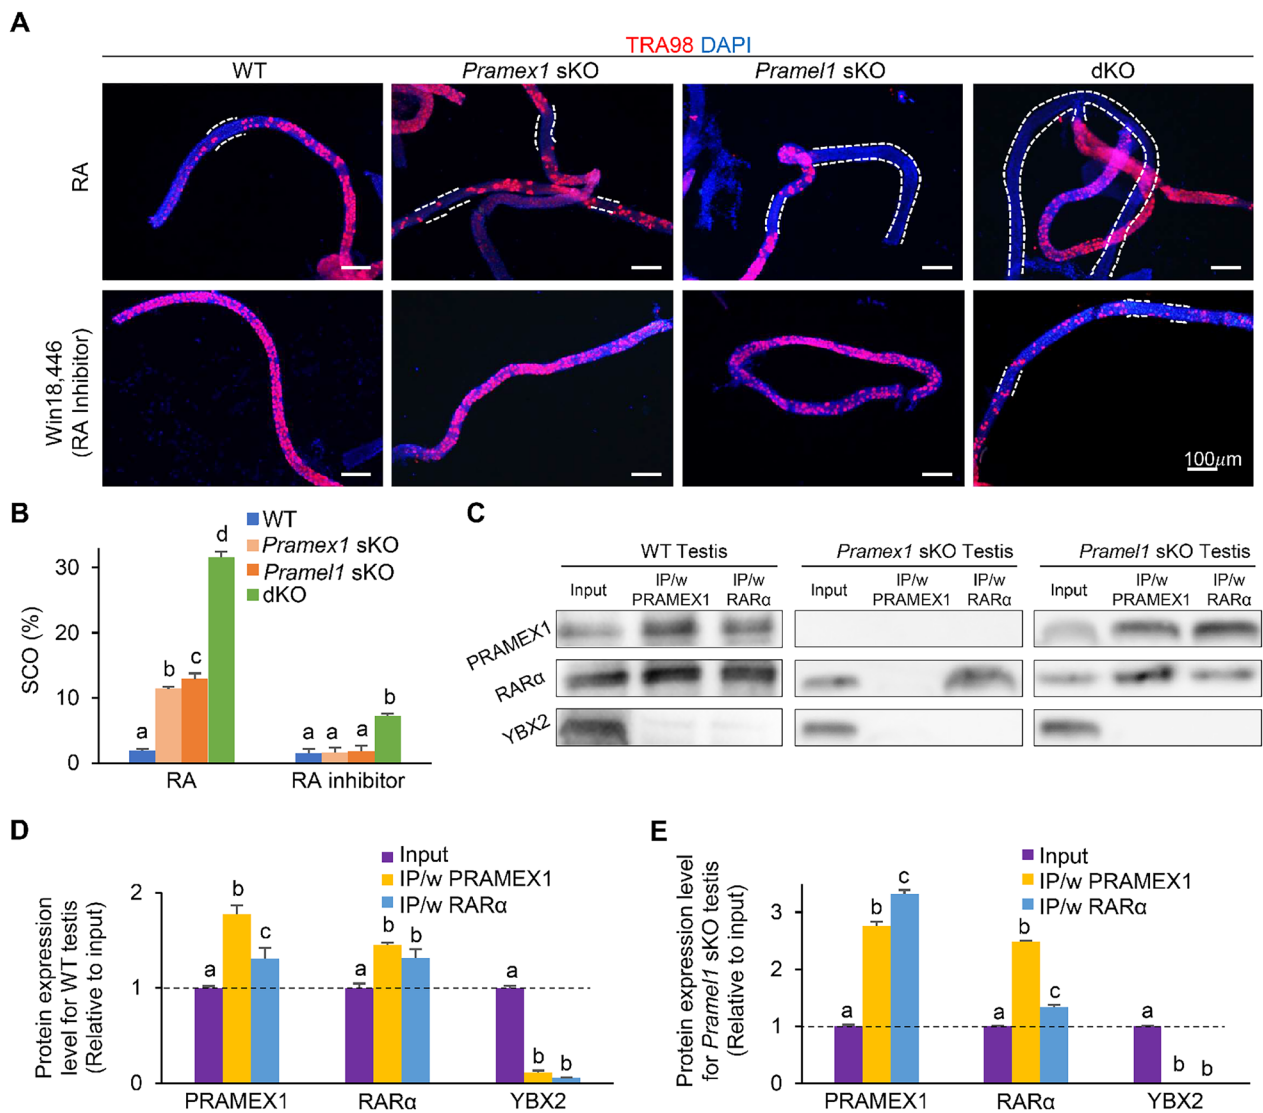 A
TRA98 DAPI
WT
Pramex1 sKO
Pramel1 sKO
dKO
RA
Win18,446
(RA Inhibitor)
100μm
B
SCO (%)
30
20
10
0
WT
Pramex1 sKO
Pramel1 sKO
dKO
a
b
c
d
a
a
a
b
RA
RA inhibitor
C
WT Testis
Pramex1 sKO Testis
Pramel1 sKO Testis
Input
IP/w
PRAMEX1
IP/w
RARα
Input
IP/w
PRAMEX1
IP/w
RARα
Input
IP/w
PRAMEX1
IP/w
RARα
PRAMEX1
RARα
YBX2
D
Protein expression
level for WT testis
(Relative to input)
2
1
0
Input
IP/w PRAMEX1
IP/w RARα
a
b
c
a
b
b
a
b
b
PRAMEX1
RARα
YBX2
E
Protein expression level
for Pramel1 sKO testis
(Relative to input)
3
2
1
0
Input
IP/w PRAMEX1
IP/w RARα
a
b
c
a
b
c
a
b
b
PRAMEX1
RARα
YBX2